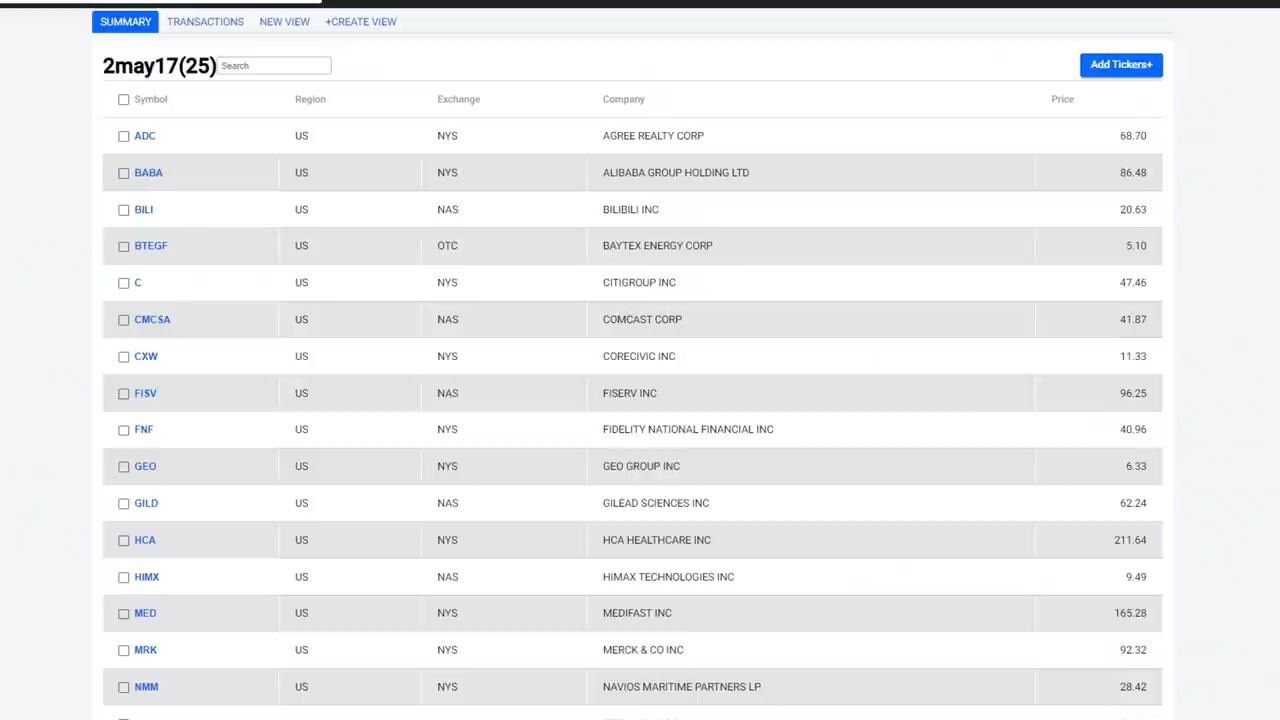 SUMMARY TRANSACTIONS NEW VIEW +CREATE VIEW
2may17(25) Search Add Tickers+
Symbol Region Exchange Company Price
ADC US NYS AGREE REALTY CORP 68.70
BABA US NYS ALIBABA GROUP HOLDING LTD 86.48
BILI US NAS BILIBILI INC 20.63
BTEGF US OTC BAYTEX ENERGY CORP 5.10
C US NYS CITIGROUP INC 47.46
CMCSA US NAS COMCAST CORP 41.87
CXW US NYS CORECIVIC INC 11.33
FISV US NAS FISERV INC 96.25
FNF US NYS FIDELITY NATIONAL FINANCIAL INC 40.96
GEO US NYS GEO GROUP INC 6.33
GILD US NAS GILEAD SCIENCES INC 62.24
HCA US NYS HCA HEALTHCARE INC 211.64
HIMX US NAS HIMAX TECHNOLOGIES INC 9.49
MED US NYS MEDIFAST INC 165.28
MRK US NYS MERCK & CO INC 92.32
NMM US NYS NAVIOS MARITIME PARTNERS LP 28.42